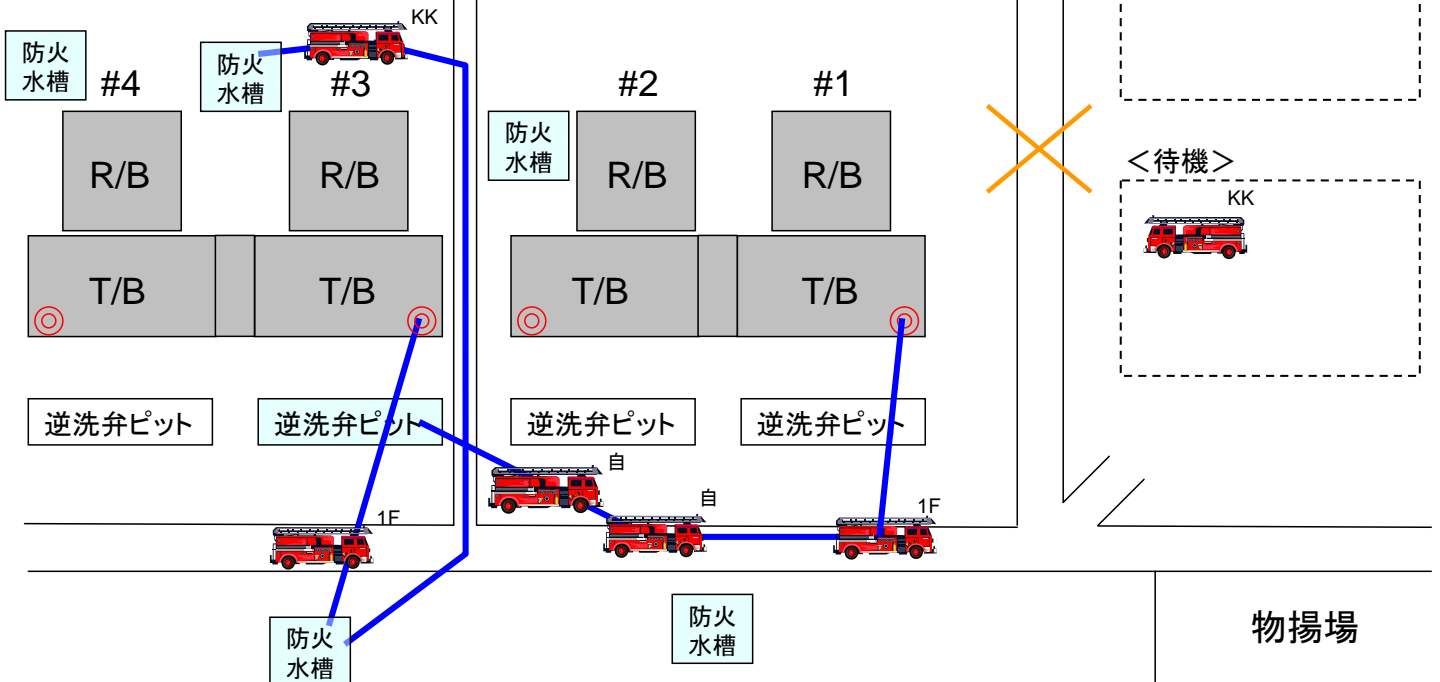 KK
防火
水槽
#4
防火
水槽
#3
#2
#1
防火
水槽
R/B
R/B
R/B
R/B
＜待機＞
KK
T/B
T/B
T/B
T/B
逆洗弁ピット
逆洗弁ピット
逆洗弁ピット
逆洗弁ピット
自
自
1F
1F
防火
水槽
防火
水槽
物揚場